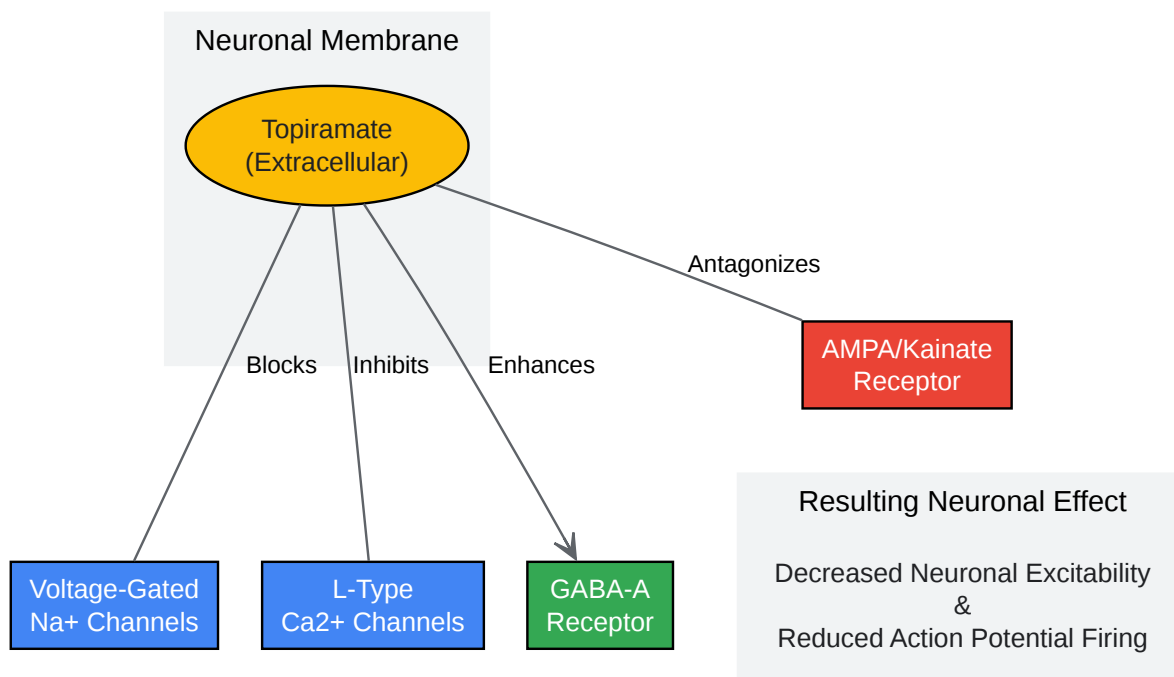 Neuronal Membrane
Topiramate
(Extracellular)
Antagonizes
AMPA/Kainate
Receptor
Blocks
Inhibits
Enhances
Voltage-Gated
Na+ Channels
L-Type
Ca2+ Channels
GABA-A
Receptor
Resulting Neuronal Effect
Decreased Neuronal Excitability
&
Reduced Action Potential Firing